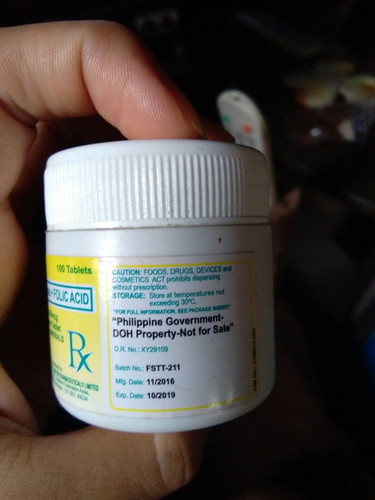 100 Tablets
FOLIC ACID
Rx
LIMITED
INDIA
CAUTION: FOODS, DRUGS, DEVICES and
COSMETICS ACT prohibits dispensing
without prescription.
STORAGE: Store at temperatures not
exceeding 30°C.
"FOR FULL INFORMATION, SEE PACKAGE INSERT"
"Philippine Government-
DOH Property-Not for Sale"
D.R. No.: XY29109
Batch No.: FSTT-211
Mfg. Date: 11/2016
Exp. Date: 10/2019